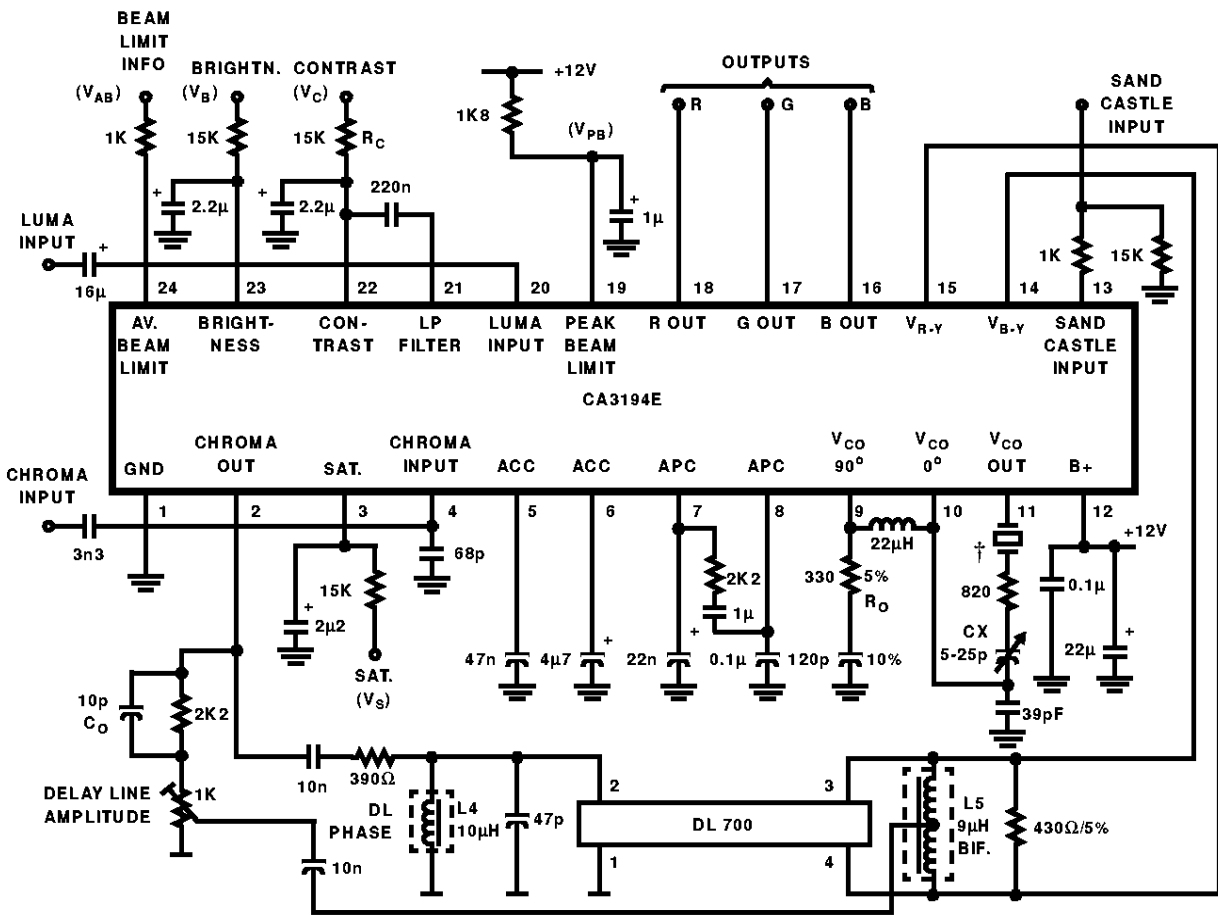 BEAM
LIMIT
INFO
(VAB)
BRIGHTN.
(VB)
CONTRAST
(VC)
+12V
OUTPUTS
R
G
B
SAND
CASTLE
INPUT
1K
15K
15K
RC
1K8
(VPB)
+
2.2µ
+
2.2µ
220n
+
1µ
LUMA
INPUT
+
16µ
1K
15K
24
23
22
21
20
19
18
17
16
15
14
13
AV.
BEAM
LIMIT
BRIGHT-
NESS
CON-
TRAST
LP
FILTER
LUMA
INPUT
PEAK
BEAM
LIMIT
R OUT
G OUT
B OUT
VR-Y
VB-Y
SAND
CASTLE
INPUT
CA3194E
GND
CHROMA
OUT
SAT.
CHROMA
INPUT
ACC
ACC
APC
APC
VCO
90°
VCO
0°
VCO
OUT
B+
CHROMA
INPUT
1
2
3
4
5
6
7
8
9
10
11
12
3n3
68p
22µH
†
+12V
15K
+
2µ2
SAT.
(VS)
2K2
1µ
330
5%
RO
820
0.1µ
CX
5-25p
+
22µ
47n
+
4µ7
+
22n
0.1µ
120p
10%
39pF
10p
CO
2K2
10n
390Ω
DELAY LINE
AMPLITUDE
1K
10n
DL
PHASE
L4
10µH
47p
2
3
DL 700
1
4
L5
9µH
BIF.
430Ω/5%